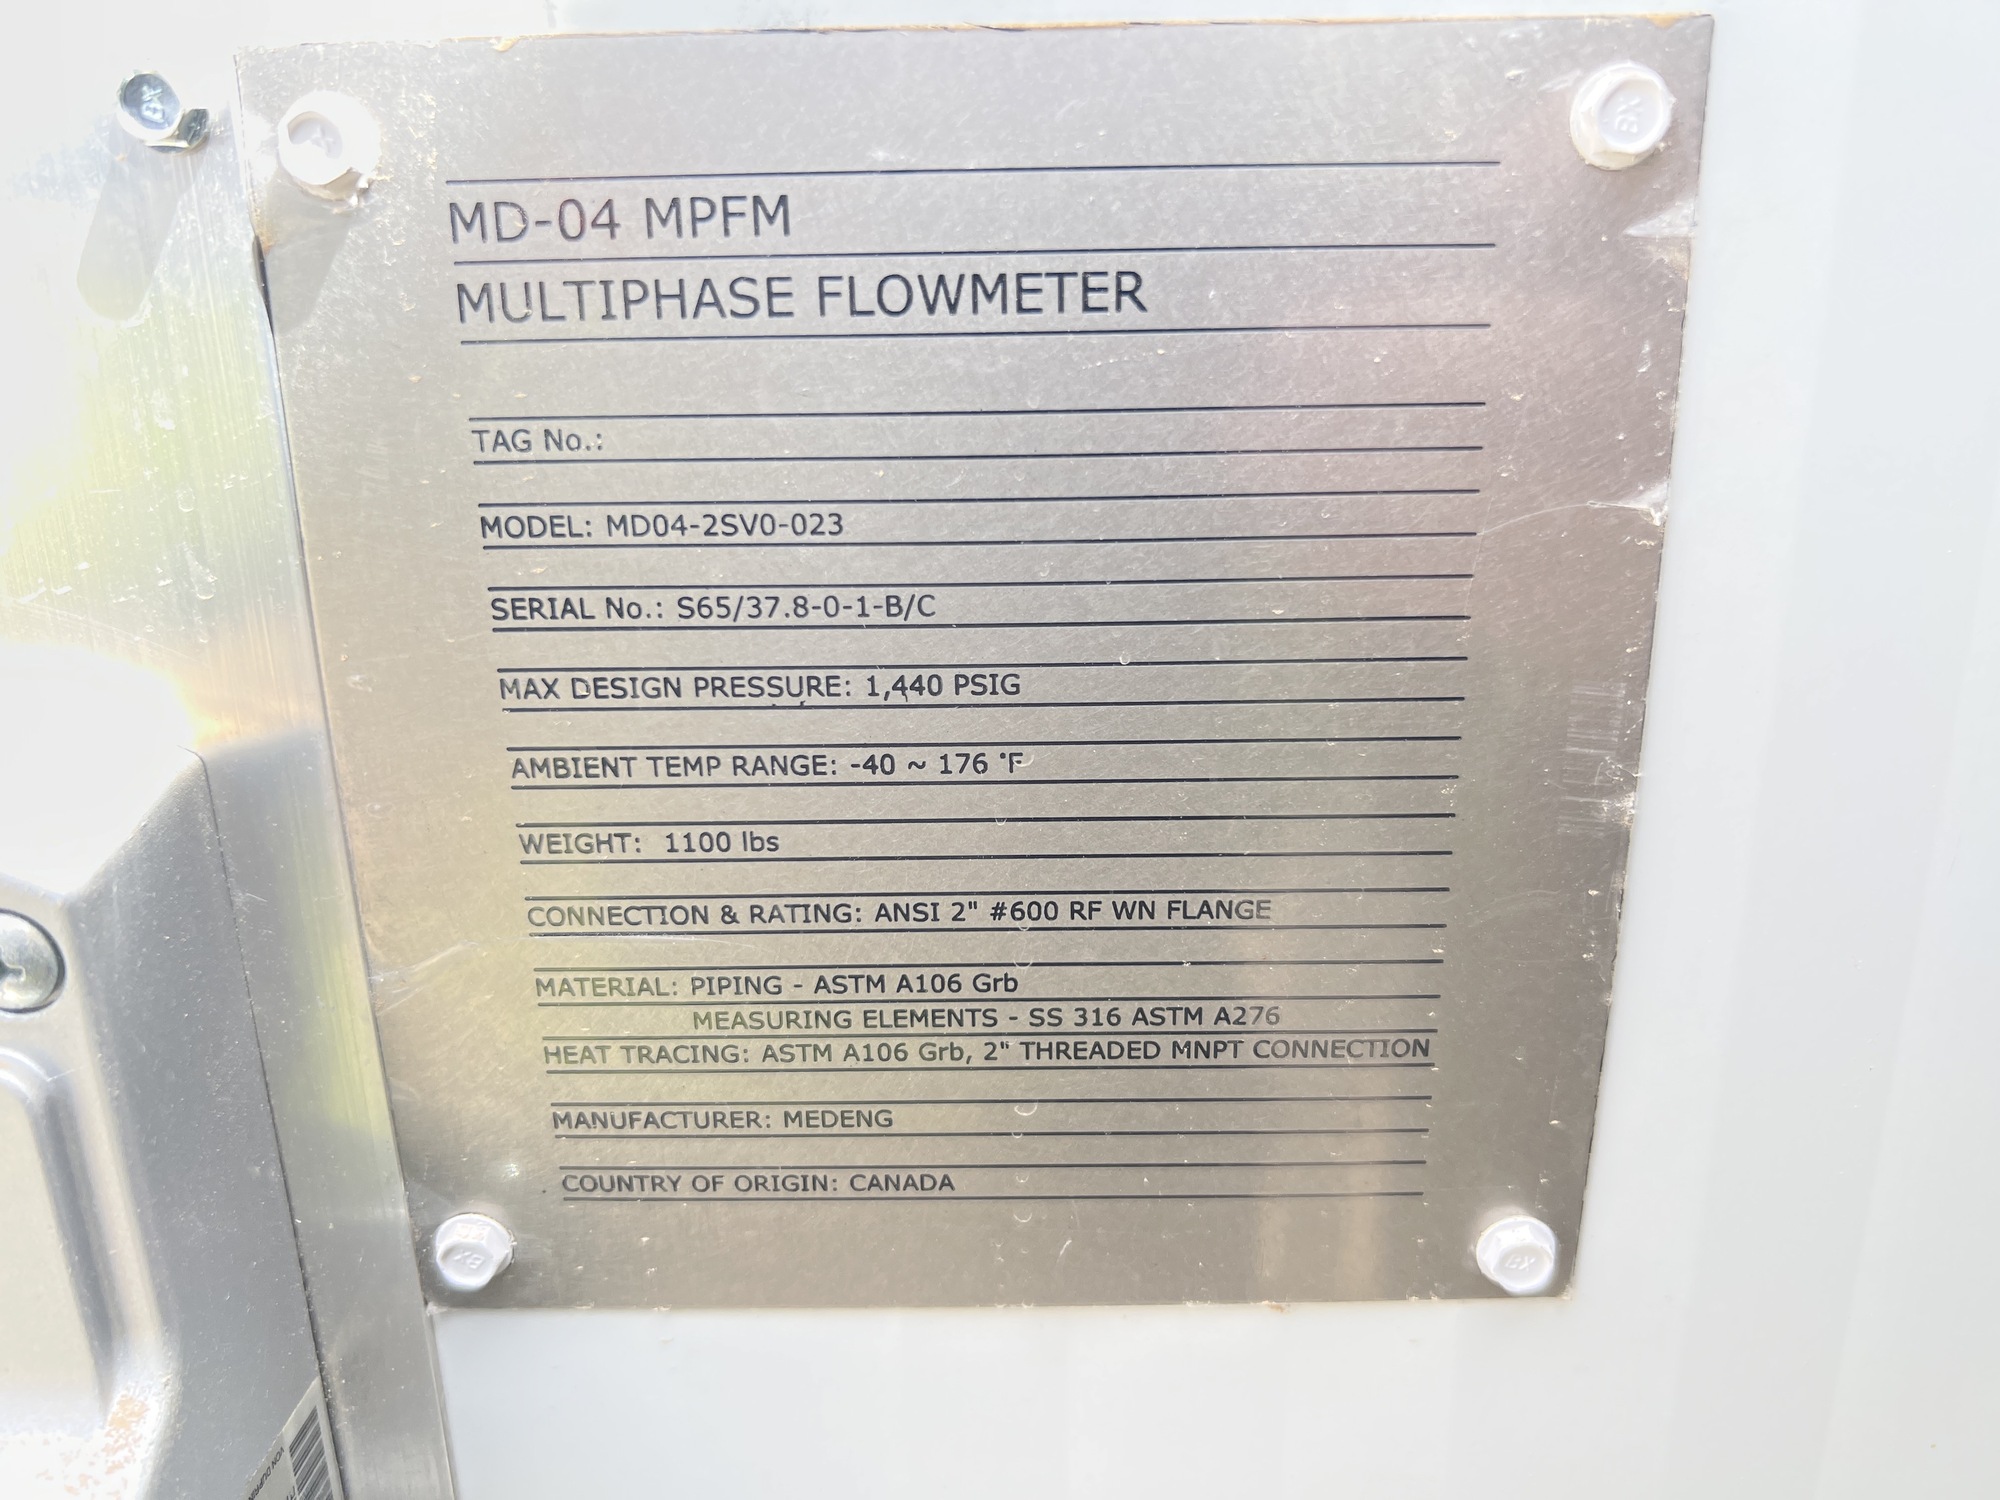 MD-04 MPFM
MULTIPHASE FLOWMETER
TAG No.:
MODEL: MD04-2SV0-023
SERIAL No.: S65/37.8-0-1-B/C
MAX DESIGN PRESSURE: 1,440 PSIG
AMBIENT TEMP RANGE: -40 ~ 176 °F
WEIGHT: 1100 lbs
CONNECTION & RATING: ANSI 2" #600 RF WN FLANGE
MATERIAL: PIPING - ASTM A106 Grb
MEASURING ELEMENTS - SS 316 ASTM A276
HEAT TRACING: ASTM A106 Grb, 2" THREADED MNPT CONNECTION
MANUFACTURER: MEDENG
COUNTRY OF ORIGIN: CANADA